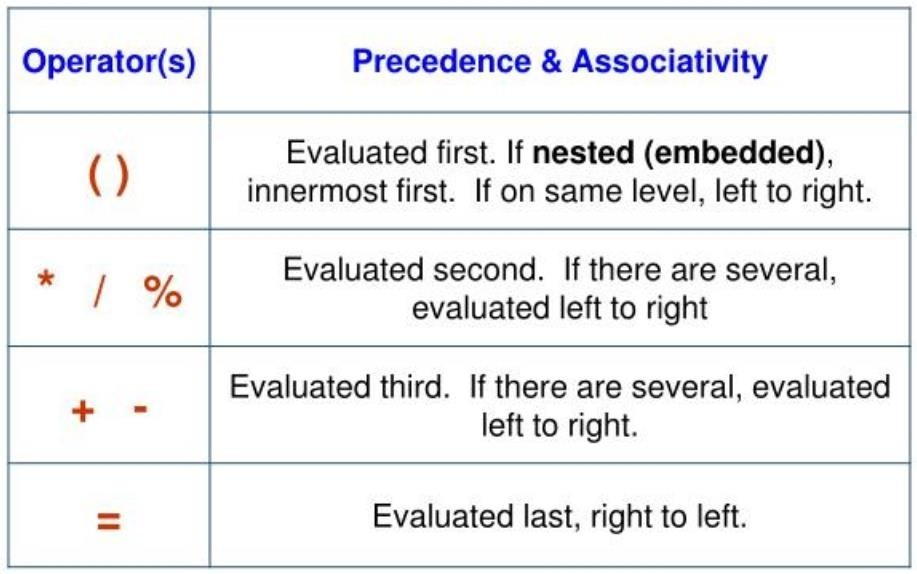 Operator(s)
Precedence & Associativity
( )
Evaluated first. If nested (embedded),
innermost first. If on same level, left to right.
* / %
Evaluated second. If there are several,
evaluated left to right
+ -
Evaluated third. If there are several, evaluated
left to right.
=
Evaluated last, right to left.